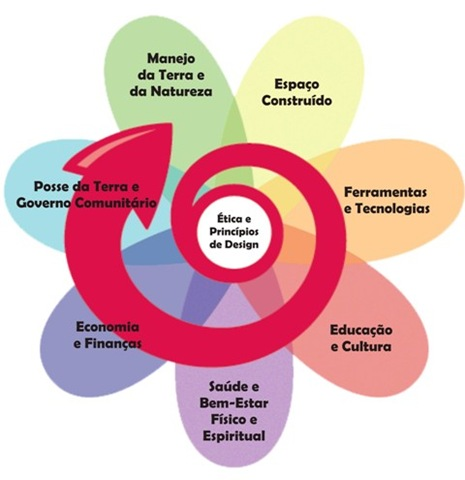 Manejo
da Terra e
da Natureza
Espaço
Construído
Ferramentas
e Tecnologias
Educação
e Cultura
Saúde e
Bem-Estar
Físico e
Espiritual
Economia
e Finanças
Posse da Terra e
Governo Comunitário
Ética e
Princípios
de Design